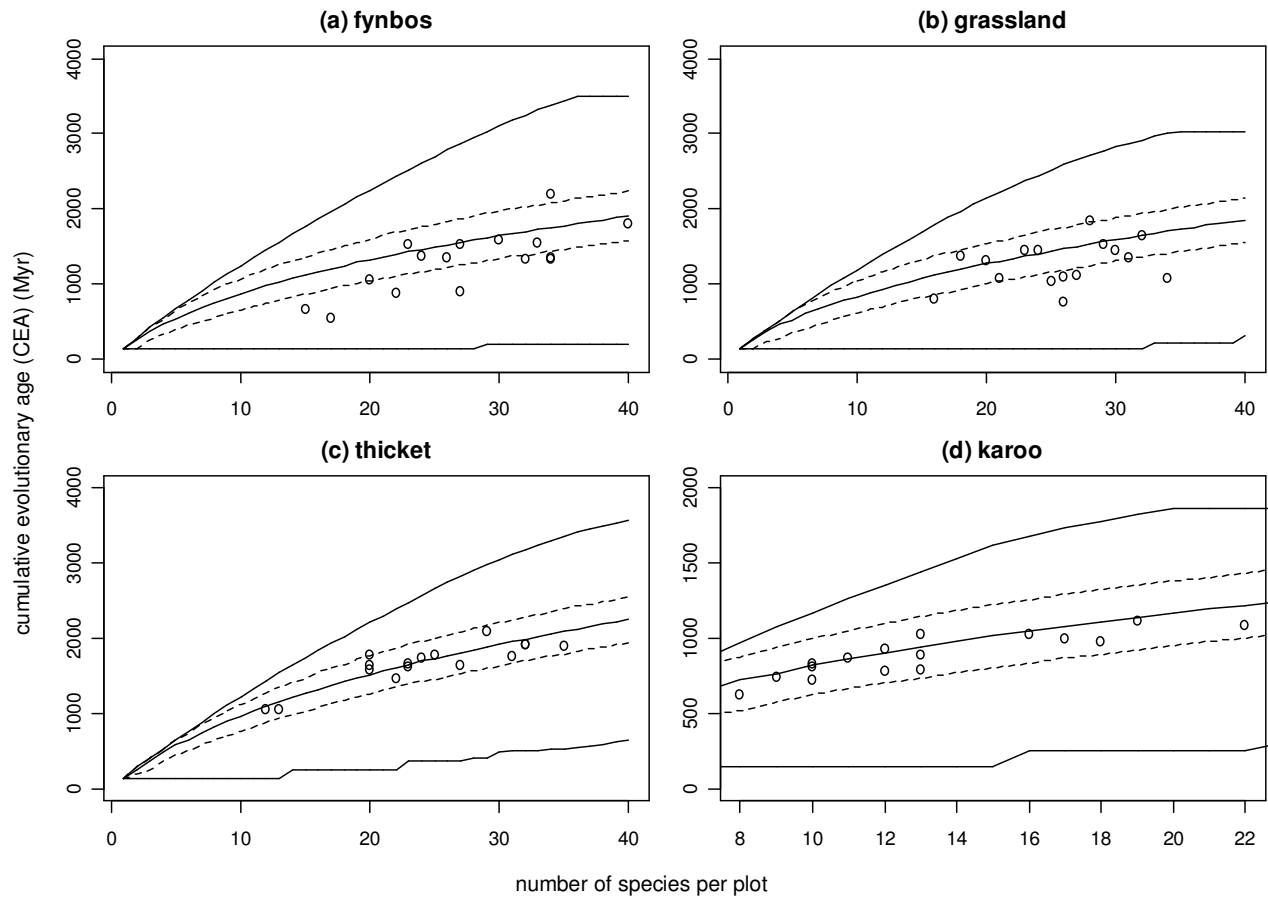 (a) fynbos
(b) grassland
4000
3000
2000
1000
0
4000
3000
2000
1000
0
0 10 20 30 40
0 10 20 30 40
(c) thicket
(d) karoo
4000
3000
2000
1000
0
2000
1500
1000
500
0
0 10 20 30 40
8 10 12 14 16 18 20 22
cumulative evolutionary age (CEA) (Myr)
number of species per plot